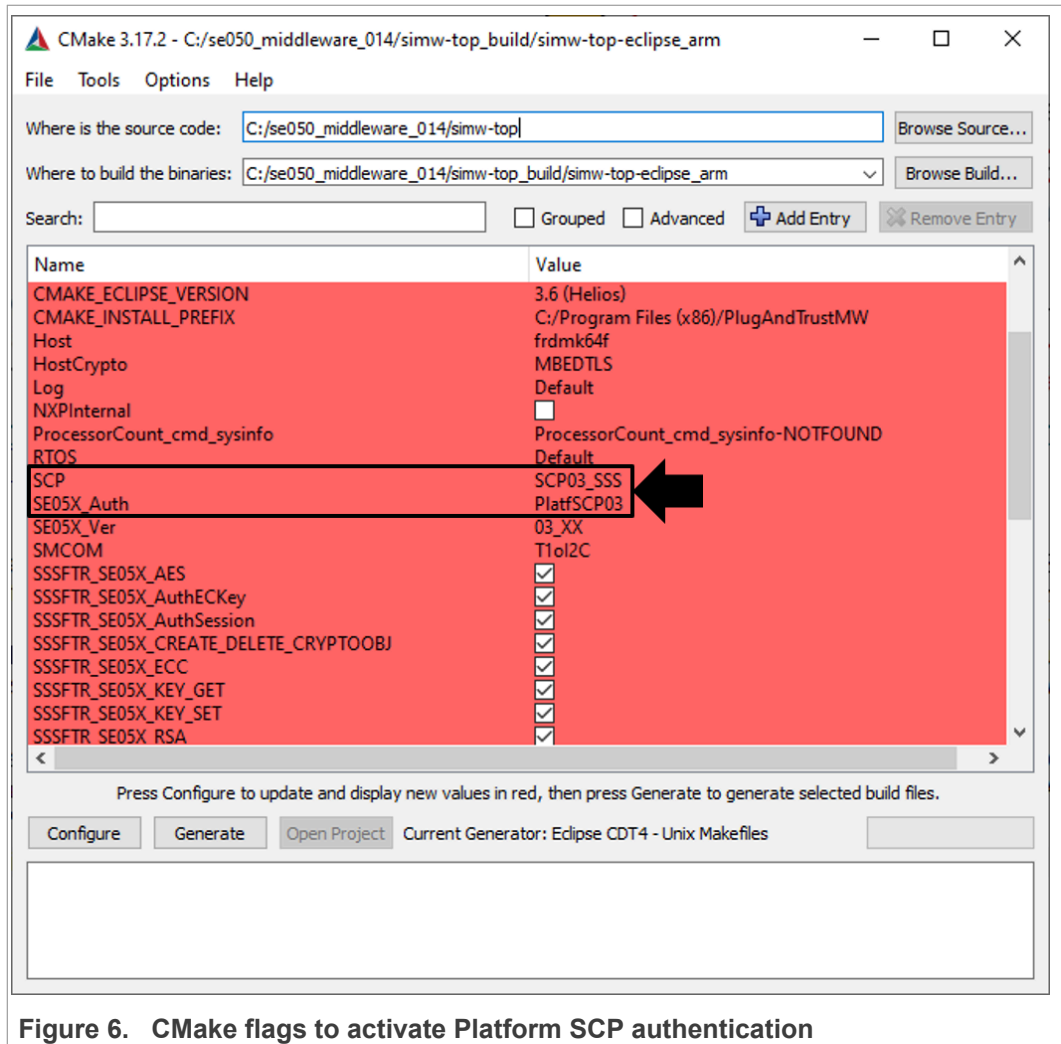 CMake 3.17.2 - C:/se050_middleware_014/simw-top_build/simw-top-eclipse_arm
File Tools Options Help
Where is the source code: C:/se050_middleware_014/simw-top Browse Source...
Where to build the binaries: C:/se050_middleware_014/simw-top_build/simw-top-eclipse_arm Browse Build...
Search: Grouped Advanced Add Entry Remove Entry
Name Value
CMAKE_ECLIPSE_VERSION 3.6 (Helios)
CMAKE_INSTALL_PREFIX C:/Program Files (x86)/PlugAndTrustMW
Host frdmk64f
HostCrypto MBEDTLS
Log Default
NXPInternal
ProcessorCount_cmd_sysinfo ProcessorCount_cmd_sysinfo-NOTFOUND
RTOS Default
SCP SCP03_SSS
SE05X_Auth PlatfSCP03
SE05X_Ver 03_XX
SMCOM T1oI2C
SSSFTR_SE05X_AES
SSSFTR_SE05X_AuthECKey
SSSFTR_SE05X_AuthSession
SSSFTR_SE05X_CREATE_DELETE_CRYPTOOBJ
SSSFTR_SE05X_ECC
SSSFTR_SE05X_KEY_GET
SSSFTR_SE05X_KEY_SET
SSSFTR_SE05X_RSA
Press Configure to update and display new values in red, then press Generate to generate selected build files.
Configure Generate Open Project Current Generator: Eclipse CDT4 - Unix Makefiles
Figure 6. CMake flags to activate Platform SCP authentication